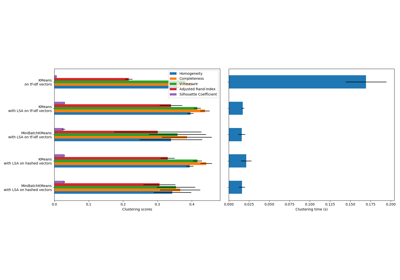 KMeans
on tf-idf vectors
KMeans
with LSA on tf-idf vectors
MiniBatchKMeans
with LSA on tf-idf vectors
KMeans
with LSA on hashed vectors
MiniBatchKMeans
with LSA on hashed vectors
Homogeneity
Completeness
V-measure
Adjusted Rand-Index
Silhouette Coefficient
0.0 0.1 0.2 0.3 0.4
Clustering scores
0.000 0.025 0.050 0.075 0.100 0.125 0.150 0.175 0.200
Clustering time (s)